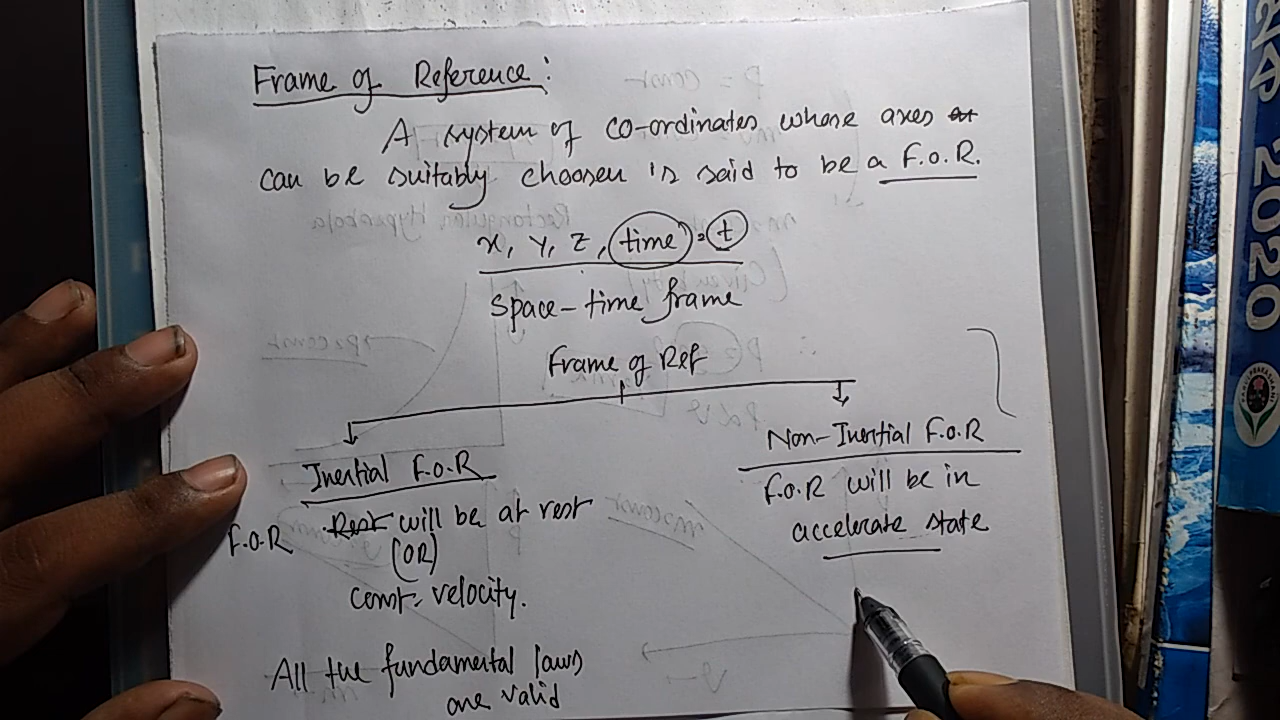 Frame of Reference:
A system of co-ordinates whose axes
can be suitably choosen is said to be a F.O.R.
x, y, z, time = t
Space-time frame
Frame of Ref
Inertial F.O.R
F.O.R Rest will be at rest
(OR)
const. velocity.
All the fundamental laws
are valid
Non-Inertial F.O.R
F.O.R will be in
accelerate state
2020